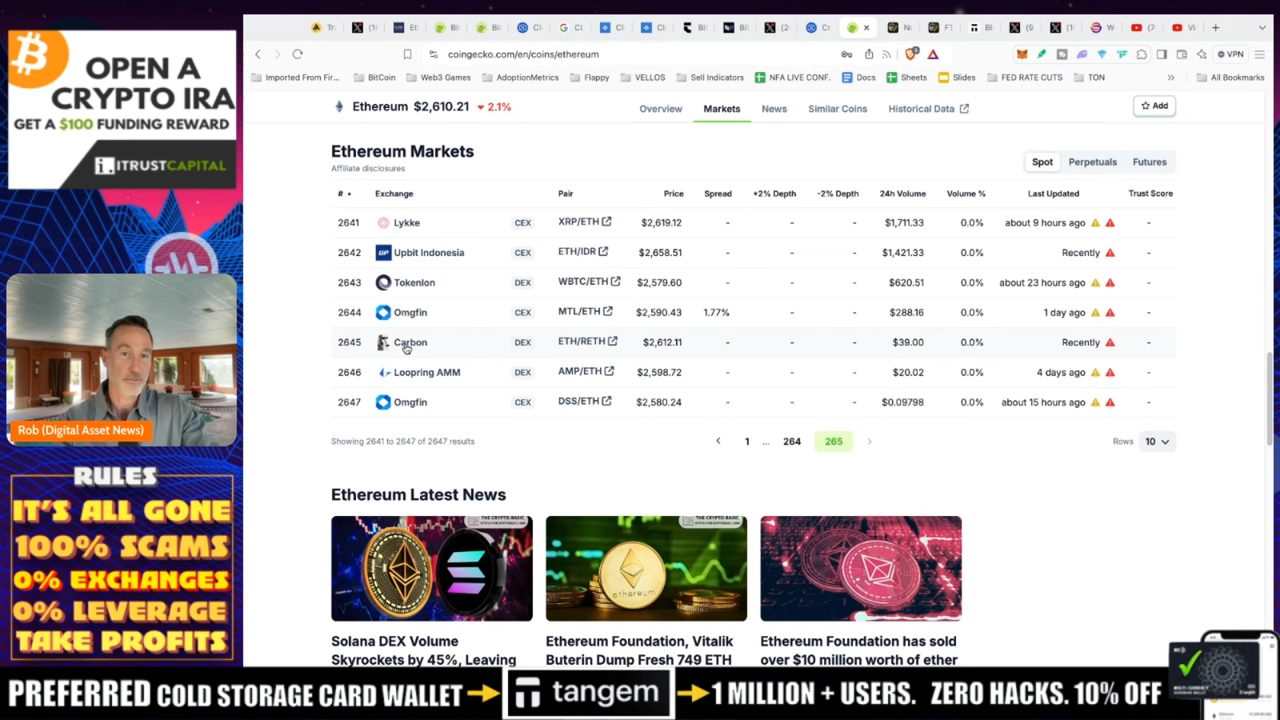 OPEN A
CRYPTO IRA
GET A $100 FUNDING REWARD
ITRUSTCAPITAL
Rob (Digital Asset News)
RULES
IT'S ALL GONE
100% SCAMS
0% EXCHANGES
0% LEVERAGE
TAKE PROFITS
coingecko.com/en/coins/ethereum
VPN
Imported From Fir...
BitCoin
Web3 Games
AdoptionMetrics
Flappy
VELLOS
Sell Indicators
NFA LIVE CONF.
Docs
Sheets
Slides
FED RATE CUTS
TON
All Bookmarks
Ethereum $2,610.21 ▼ 2.1%
Overview Markets News Similar Coins Historical Data
Add
Ethereum Markets
Affiliate disclosures
Spot Perpetuals Futures
# Exchange Pair Price Spread +2% Depth -2% Depth 24h Volume Volume % Last Updated Trust Score
2641 Lykke CEX XRP/ETH $2,619.12 - - - $1,711.33 0.0% about 9 hours ago -
2642 Upbit Indonesia CEX ETH/IDR $2,658.51 - - - $1,421.33 0.0% Recently -
2643 Tokenlon DEX WBTC/ETH $2,579.60 - - - $620.51 0.0% about 23 hours ago -
2644 Omgfin CEX MTL/ETH $2,590.43 1.77% - - $288.16 0.0% 1 day ago -
2645 Carbon DEX ETH/RETH $2,612.11 - - - $39.00 0.0% Recently -
2646 Loopring AMM DEX AMP/ETH $2,598.72 - - - $20.02 0.0% 4 days ago -
2647 Omgfin CEX DSS/ETH $2,580.24 - - - $0.09798 0.0% about 15 hours ago -
Showing 2641 to 2647 of 2647 results
1 ... 264 265
Rows 10
Ethereum Latest News
THE CRYPTO BASIC
THE CRYPTO BASIC
ethereum
Solana DEX Volume
Skyrockets by 45%, Leaving
Ethereum Foundation, Vitalik
Buterin Dump Fresh 749 ETH
Ethereum Foundation has sold
over $10 million worth of ether
PREFERRED COLD STORAGE CARD WALLET
tangem
1 MILLION + USERS. ZERO HACKS. 10% OFF